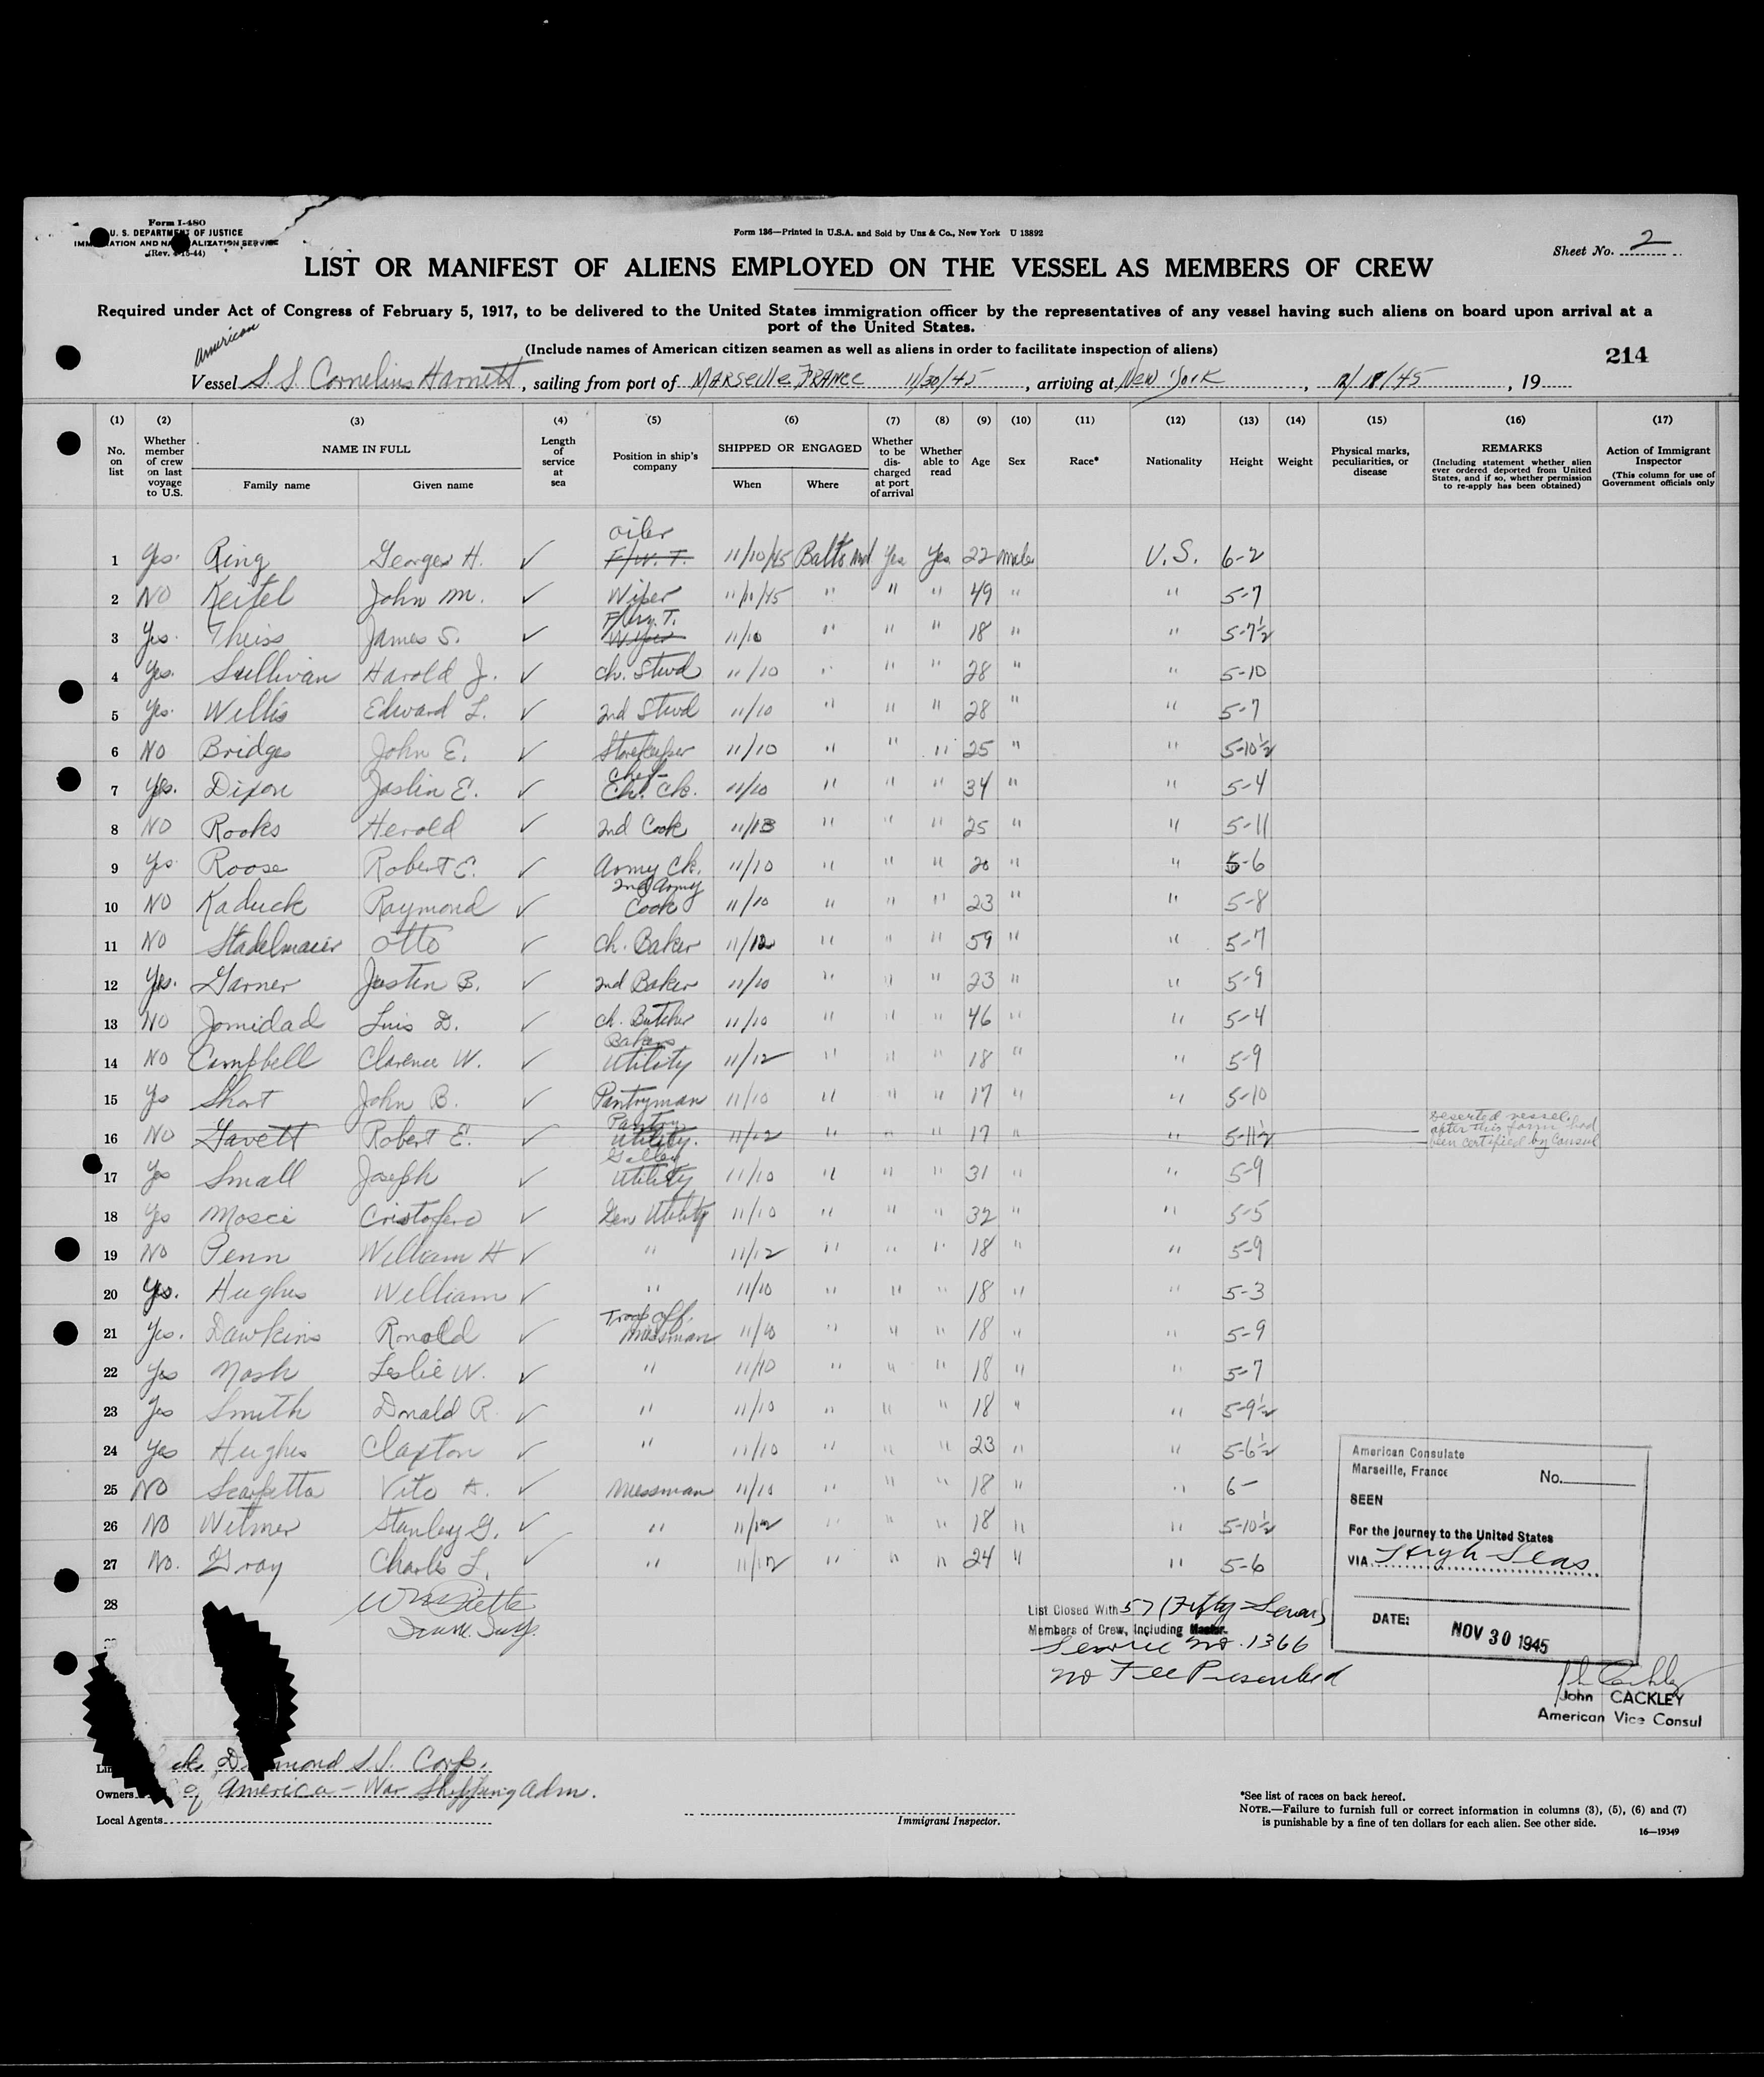 Form I-480
U. S. DEPARTMENT OF JUSTICE
IMMIGRATION AND NATURALIZATION SERVICE
(Rev. 4-15-44)
Form 136—Printed in U.S.A. and Sold by Unz & Co., New York U 13892
Sheet No. 2
LIST OR MANIFEST OF ALIENS EMPLOYED ON THE VESSEL AS MEMBERS OF CREW
Required under Act of Congress of February 5, 1917, to be delivered to the United States immigration officer by the representatives of any vessel having such aliens on board upon arrival at a
port of the United States.
(Include names of American citizen seamen as well as aliens in order to facilitate inspection of aliens)
214
American
Vessel S. S. Cornelius Harnett, sailing from port of Marseille, France 11/30/45, arriving at New York, 12/18/45, 19
(1) (2) (3) (4) (5) (6) (7) (8) (9) (10) (11) (12) (13) (14) (15) (16) (17)
No. on list
Whether member of crew on last voyage to U.S.
NAME IN FULL
Family name Given name
Length of service at sea
Position in ship's company
SHIPPED OR ENGAGED
When Where
Whether to be discharged at port of arrival
Whether able to read
Age Sex Race* Nationality Height Weight
Physical marks, peculiarities, or disease
REMARKS
(Including statement whether alien ever ordered deported from United States, and if so, whether permission to re-apply has been obtained)
Action of Immigrant Inspector
(This column for use of Government officials only
oiler
1 Yes. Ring George H. ✓ F/W. T. 11/10/45 Balto Md Yes Yes 22 male U.S. 6-2
2 NO Keitel John M. ✓ Wiper 11/11/45 " " " 49 " " 5-7
F/W. T.
3 Yes. Theiss James S. ✓ Wiper 11/10 " " " 18 " " 5-7½
4 Yes. Sullivan Harold J. ✓ Ch. Stwd 11/10 " " " 28 " " 5-10
5 Yes. Willis Edward L. ✓ 2nd Stwd 11/10 " " " 28 " " 5-7
6 NO Bridges John E. ✓ Storekeeper 11/10 " " " 25 " " 5-10½
Chef
7 Yes. Dixon Joslin E. ✓ Ch. Ck. 11/10 " " " 34 " " 5-4
8 NO Rooks Herold ✓ 2nd Cook 11/13 " " " 25 " " 5-11
9 Yes Roose Robert E. ✓ Army Ck. 11/10 " " " 20 " " 5-6
2nd Army
10 NO Kaduck Raymond ✓ Cook 11/10 " " " 23 " " 5-8
11 NO Stadelmaier Otto ✓ Ch. Baker 11/12 " " " 59 " " 5-7
12 Yes. Garner Justin B. ✓ 2nd Baker 11/10 " " " 23 " " 5-9
13 NO Jomidad Luis D. ✓ Ch. Butcher 11/10 " " " 46 " " 5-4
Bakers
14 NO Campbell Clarence W. ✓ Utility 11/12 " " " 18 " " 5-9
15 Yes Short John B. ✓ Pantryman 11/10 " " " 17 " " 5-10
Pantry
16 NO Gavett Robert E. ✓ Utility. 11/12 " " " 17 " " 5-11½ Deserted vessel after this form had been certified by Consul
Galley
17 Yes Small Joseph ✓ Utility 11/10 " " " 31 " " 5-9
18 Yes Mosci Cristofero ✓ Gen Utility 11/10 " " " 32 " " 5-5
19 NO Penn William H ✓ " 11/12 " " " 18 " " 5-9
20 Yes. Hughes William ✓ " 11/10 " " " 18 " " 5-3
Troop off.
21 Yes. Dawkins Ronald ✓ messman 11/10 " " " 18 " " 5-9
22 Yes Nash Leslie W. ✓ " 11/10 " " " 18 " " 5-7
23 Yes Smith Donald R. ✓ " 11/10 " " " 18 " " 5-9½
24 Yes Hughes Claxton ✓ " 11/10 " " " 23 " " 5-6½
25 NO Scarfetta Vito A. ✓ Messman 11/10 " " " 18 " " 6-
26 NO Witmer Stanley G. ✓ " 11/12 " " " 18 " " 5-10½
27 No. Gray Charles L. ✓ " 11/12 " " " 24 " " 5-6
28
American Consulate
Marseille, France No.
SEEN
For the journey to the United States
VIA High Seas
DATE: NOV 30 1945
List Closed With 57 (Fifty-Seven)
Members of Crew, Including Master.
Service No. 1366
No Fee Prescribed
John CACKLEY
American Vice Consul
S.S. Corp.
Owners of America - War Shipping Adm.
Local Agents
Immigrant Inspector.
*See list of races on back hereof.
NOTE.—Failure to furnish full or correct information in columns (3), (5), (6) and (7)
is punishable by a fine of ten dollars for each alien. See other side.
16—19349